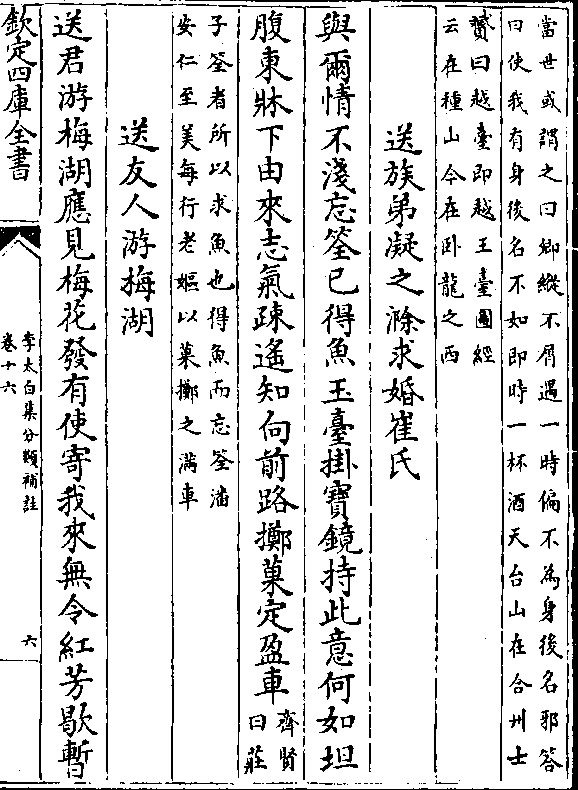 當世或謂之曰卿縱不屑遇一時偏不為身後名邪答
曰使我有身後名不如即時一杯酒天台山在台州士
贇曰越臺即越王臺圖經
云在種山今在卧龍之西
送族弟凝之滁求婚崔氏
與爾情不淺忘筌已得魚玉臺掛寶鏡持此意何如坦
腹東牀下由來志氣疎遙知向前路擲菓定盈車齊賢
曰莊
子筌者所以求魚也得魚而忘筌潘
安仁至美每行老嫗以菓擲之滿車
送友人游梅湖
送君游梅湖應見梅花發有使寄我來無令紅芳歇暫
欽定四庫全書
李太白集分類補註
卷十六
六